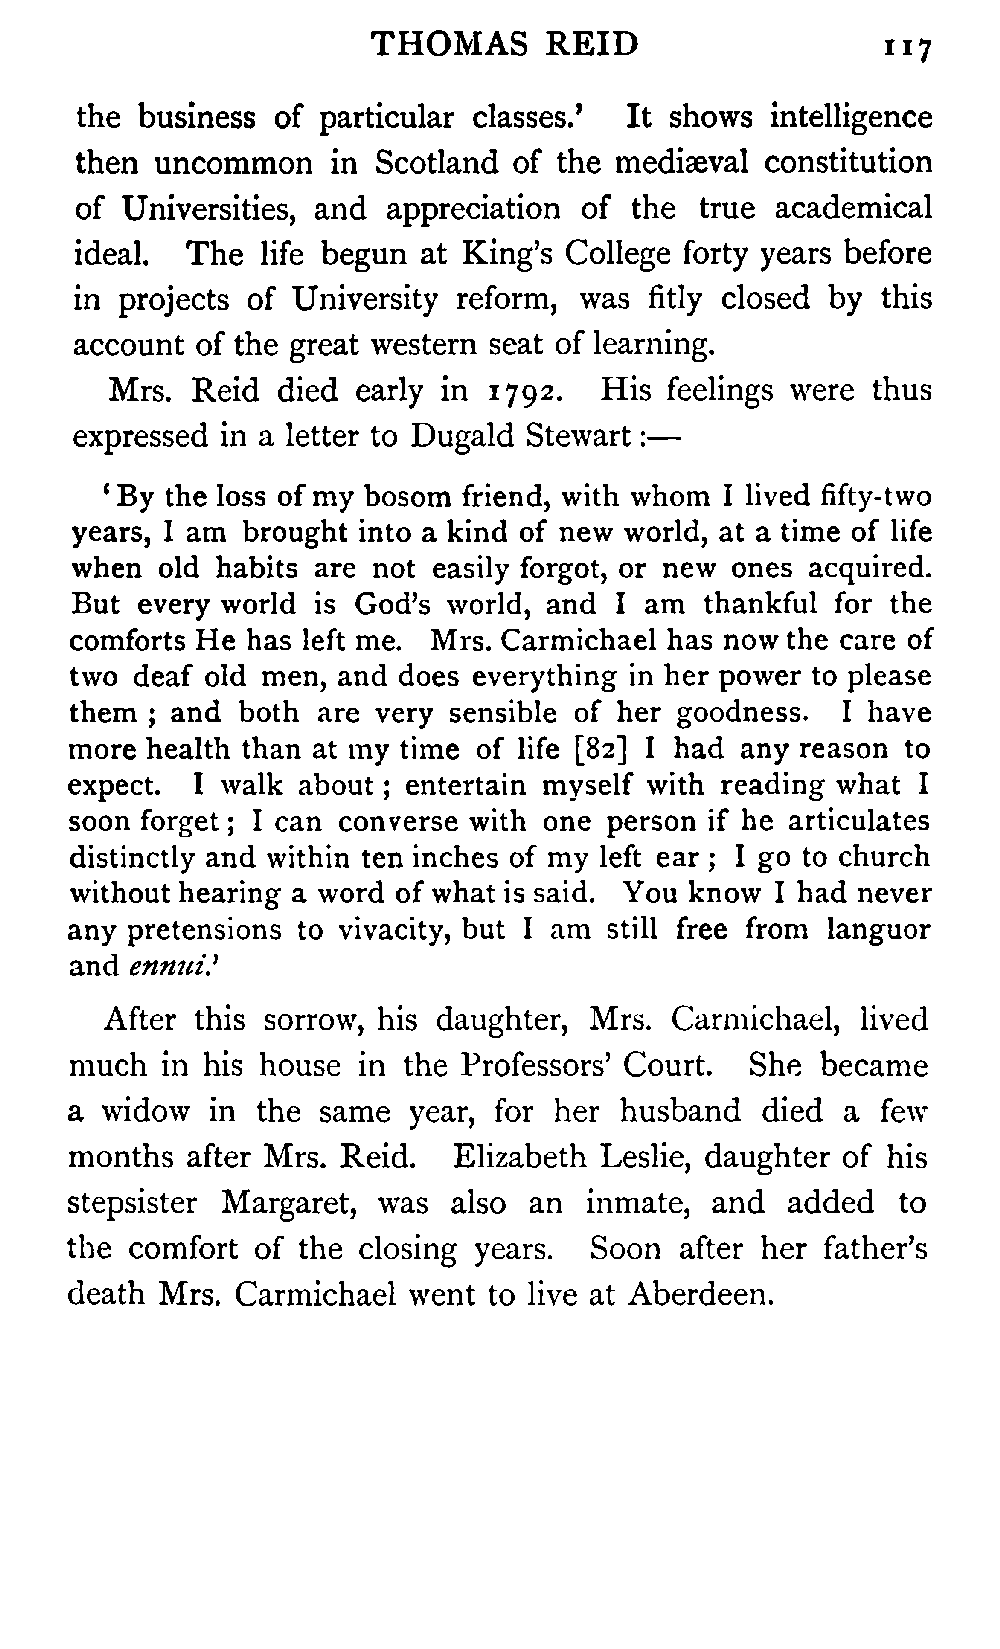 THOMAS REID 117
the business of particular classes.’ It shows intelligence
then uncommon in Scotland of the mediæval constitution
of Universities, and appreciation of the true academical
ideal. The life begun at King’s College forty years before
in projects of University reform, was fitly closed by this
account of the great western seat of learning.
Mrs. Reid died early in 1792. His feelings were thus
expressed in a letter to Dugald Stewart :—
‘By the loss of my bosom friend, with whom I lived fifty-two
years, I am brought into a kind of new world, at a time of life
when old habits are not easily forgot, or new ones acquired.
But every world is God’s world, and I am thankful for the
comforts He has left me. Mrs. Carmichael has now the care of
two deaf old men, and does everything in her power to please
them ; and both are very sensible of her goodness. I have
more health than at my time of life [82] I had any reason to
expect. I walk about ; entertain myself with reading what I
soon forget ; I can converse with one person if he articulates
distinctly and within ten inches of my left ear ; I go to church
without hearing a word of what is said. You know I had never
any pretensions to vivacity, but I am still free from languor
and ennui.’
After this sorrow, his daughter, Mrs. Carmichael, lived
much in his house in the Professors’ Court. She became
a widow in the same year, for her husband died a few
months after Mrs. Reid. Elizabeth Leslie, daughter of his
stepsister Margaret, was also an inmate, and added to
the comfort of the closing years. Soon after her father’s
death Mrs. Carmichael went to live at Aberdeen.